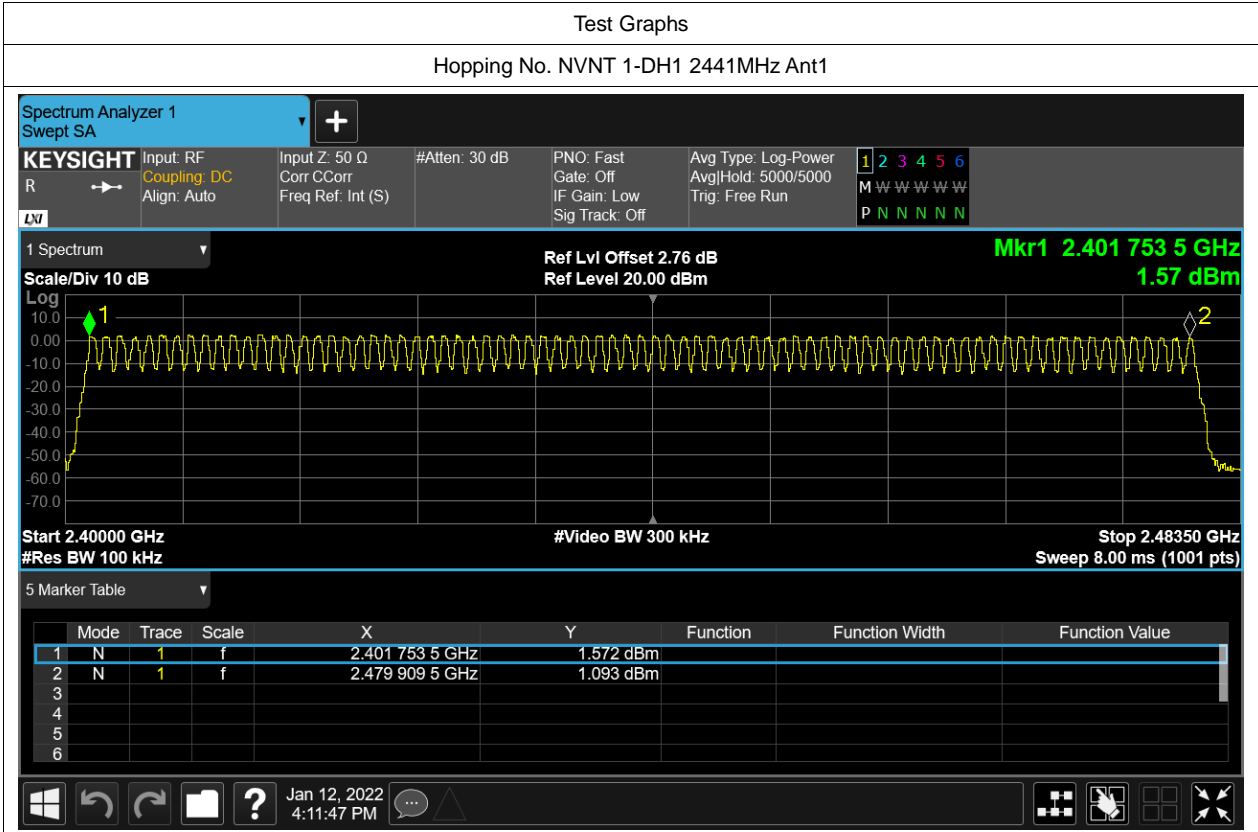 Test Graphs
Hopping No. NVNT 1-DH1 2441MHz Ant1
Spectrum Analyzer 1
Swept SA
+
KEYSIGHT
R
LXI
Input: RF
Coupling: DC
Align: Auto
Input Z: 50 Ω
Corr CCorr
Freq Ref: Int (S)
#Atten: 30 dB
PNO: Fast
Gate: Off
IF Gain: Low
Sig Track: Off
Avg Type: Log-Power
Avg|Hold: 5000/5000
Trig: Free Run
1 2 3 4 5 6
M W W W W W
P N N N N N
1 Spectrum
Scale/Div 10 dB
Ref Lvl Offset 2.76 dB
Ref Level 20.00 dBm
Mkr1 2.401 753 5 GHz
1.57 dBm
Log
10.0
0.00
-10.0
-20.0
-30.0
-40.0
-50.0
-60.0
-70.0
1
2
Start 2.40000 GHz
#Res BW 100 kHz
#Video BW 300 kHz
Stop 2.48350 GHz
Sweep 8.00 ms (1001 pts)
5 Marker Table
Mode Trace Scale X Y Function Function Width Function Value
1 N 1 f 2.401 753 5 GHz 1.572 dBm
2 N 1 f 2.479 909 5 GHz 1.093 dBm
3
4
5
6
?
Jan 12, 2022
4:11:47 PM